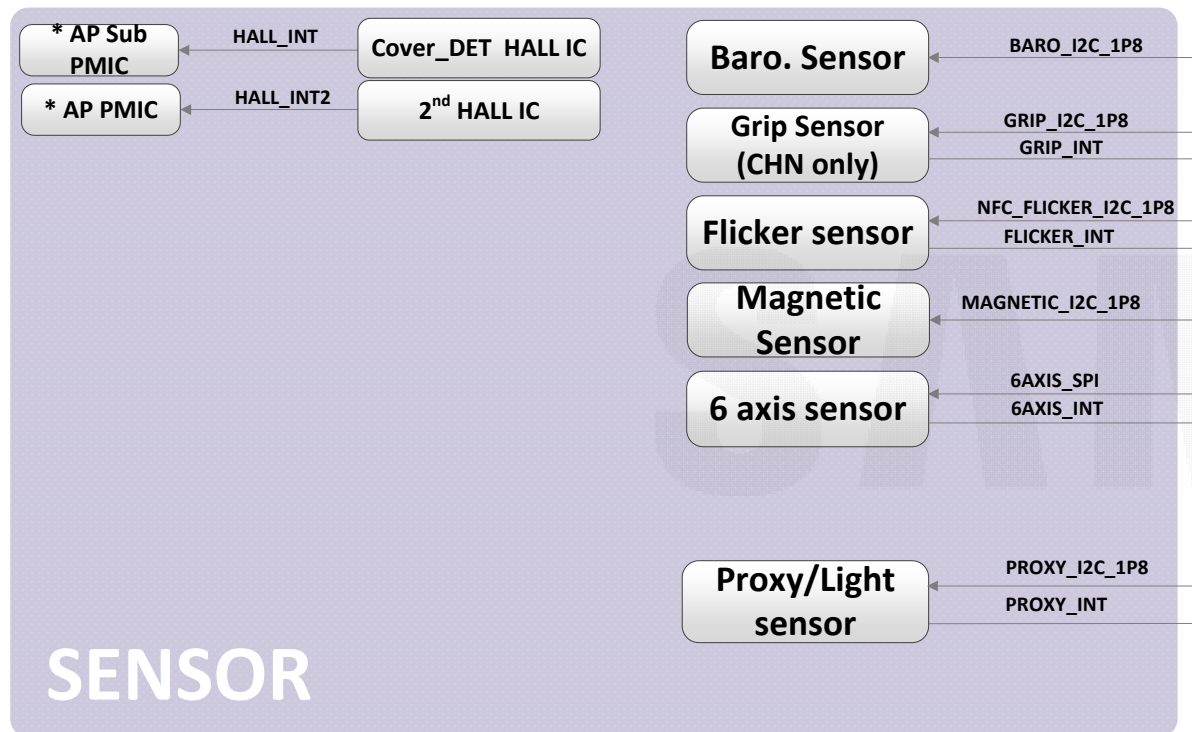 * AP Sub
PMIC
HALL_INT
Cover_DET HALL IC
* AP PMIC
HALL_INT2
2nd HALL IC
Baro. Sensor
BARO_I2C_1P8
Grip Sensor
(CHN only)
GRIP_I2C_1P8
GRIP_INT
Flicker sensor
NFC_FLICKER_I2C_1P8
FLICKER_INT
Magnetic
Sensor
MAGNETIC_I2C_1P8
6 axis sensor
6AXIS_SPI
6AXIS_INT
Proxy/Light
sensor
PROXY_I2C_1P8
PROXY_INT
SENSOR